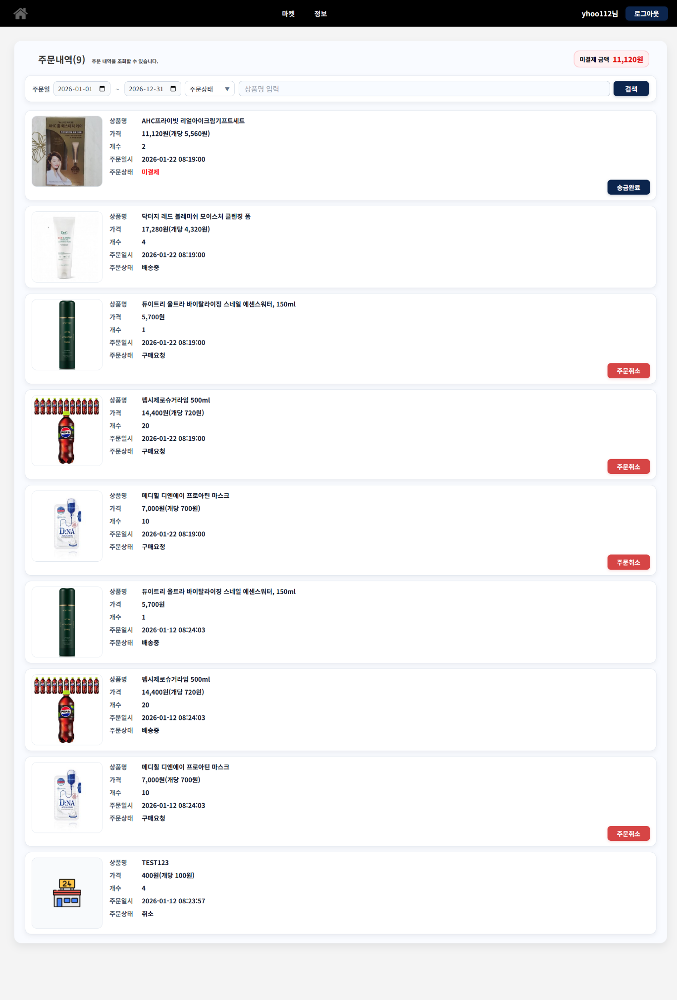 마켓 정보 yhoo112님 로그아웃
주문내역(9) 주문 내역을 조회할 수 있습니다. 미결제 금액 11,120원
주문일 2026-01-01 ~ 2026-12-31 주문상태 ▼ 상품명 입력 검색
AHC 홈 에스테틱 케어
상품명 AHC프라이빗 리얼아이크림기프트세트
가격 11,120원(개당 5,560원)
개수 2
주문일시 2026-01-22 08:19:00
주문상태 미결제
송금완료
Dr.G
상품명 닥터지 레드 블레미쉬 모이스처 클렌징 폼
가격 17,280원(개당 4,320원)
개수 4
주문일시 2026-01-22 08:19:00
주문상태 배송중
상품명 듀이트리 울트라 바이탈라이징 스네일 에센스워터, 150ml
가격 5,700원
개수 1
주문일시 2026-01-22 08:19:00
주문상태 구매요청
주문취소
PEPSI
상품명 펩시제로슈거라임 500ml
가격 14,400원(개당 720원)
개수 20
주문일시 2026-01-22 08:19:00
주문상태 구매요청
주문취소
D:NA
AQUARING
상품명 메디힐 디엔에이 프로아틴 마스크
가격 7,000원(개당 700원)
개수 10
주문일시 2026-01-22 08:19:00
주문상태 구매요청
주문취소
상품명 듀이트리 울트라 바이탈라이징 스네일 에센스워터, 150ml
가격 5,700원
개수 1
주문일시 2026-01-12 08:24:03
주문상태 배송중
PEPSI
상품명 펩시제로슈거라임 500ml
가격 14,400원(개당 720원)
개수 20
주문일시 2026-01-12 08:24:03
주문상태 배송중
D:NA
AQUARING
상품명 메디힐 디엔에이 프로아틴 마스크
가격 7,000원(개당 700원)
개수 10
주문일시 2026-01-12 08:24:03
주문상태 구매요청
주문취소
24
상품명 TEST123
가격 400원(개당 100원)
개수 4
주문일시 2026-01-12 08:23:57
주문상태 취소